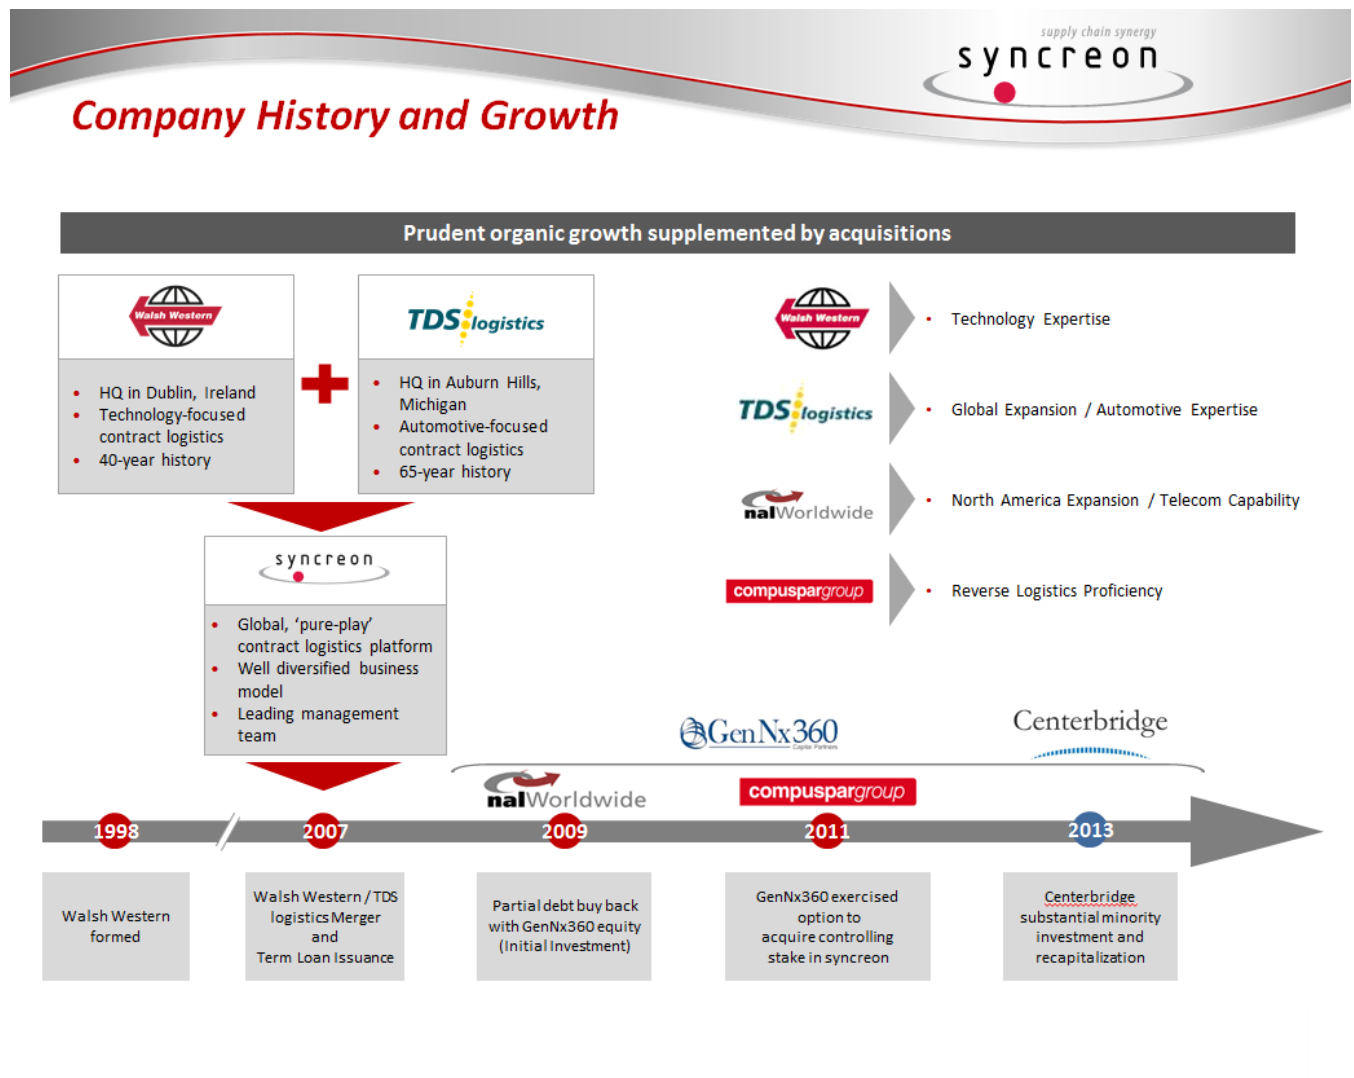 supply chain synergy
syncreon
Company History and Growth
Prudent organic growth supplemented by acquisitions
Walsh Western
• HQ in Dublin, Ireland
• Technology-focused
contract logistics
• 40-year history
TDS logistics
• HQ in Auburn Hills,
Michigan
• Automotive-focused
contract logistics
• 65-year history
syncreon
• Global, ‘pure-play’
contract logistics platform
• Well diversified business
model
• Leading management
team
Walsh Western
• Technology Expertise
TDS logistics
• Global Expansion / Automotive Expertise
nalWorldwide
• North America Expansion / Telecom Capability
compuspargroup
• Reverse Logistics Proficiency
GenNx360
Capital Partners
Centerbridge
nalWorldwide
compuspargroup
1998
2007
2009
2011
2013
Walsh Western
formed
Walsh Western / TDS
logistics Merger
and
Term Loan Issuance
Partial debt buy back
with GenNx360 equity
(Initial Investment)
GenNx360 exercised
option to
acquire controlling
stake in syncreon
Centerbridge
substantial minority
investment and
recapitalization